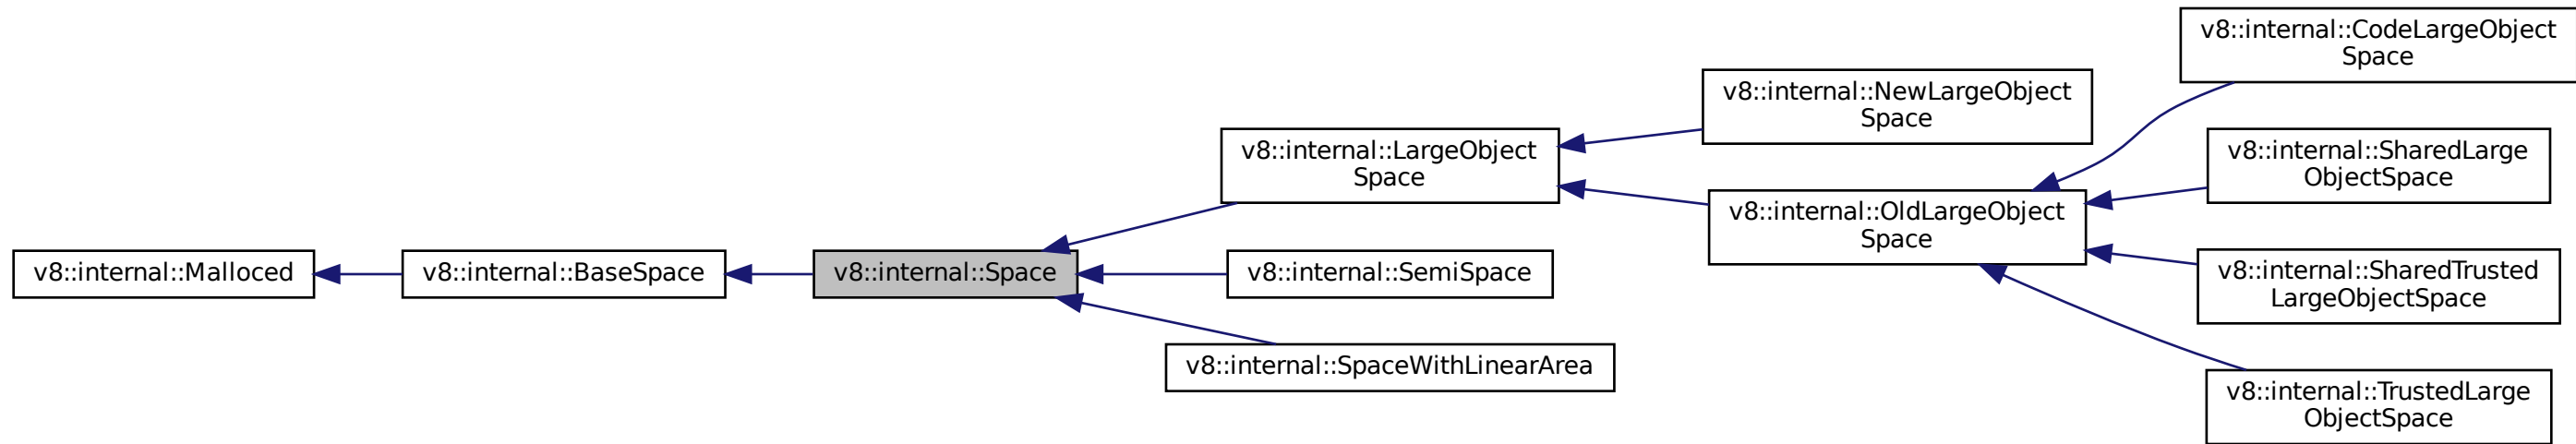 v8::internal::Malloced
v8::internal::BaseSpace
v8::internal::Space
v8::internal::LargeObject
Space
v8::internal::SemiSpace
v8::internal::SpaceWithLinearArea
v8::internal::NewLargeObject
Space
v8::internal::OldLargeObject
Space
v8::internal::CodeLargeObject
Space
v8::internal::SharedLarge
ObjectSpace
v8::internal::SharedTrusted
LargeObjectSpace
v8::internal::TrustedLarge
ObjectSpace